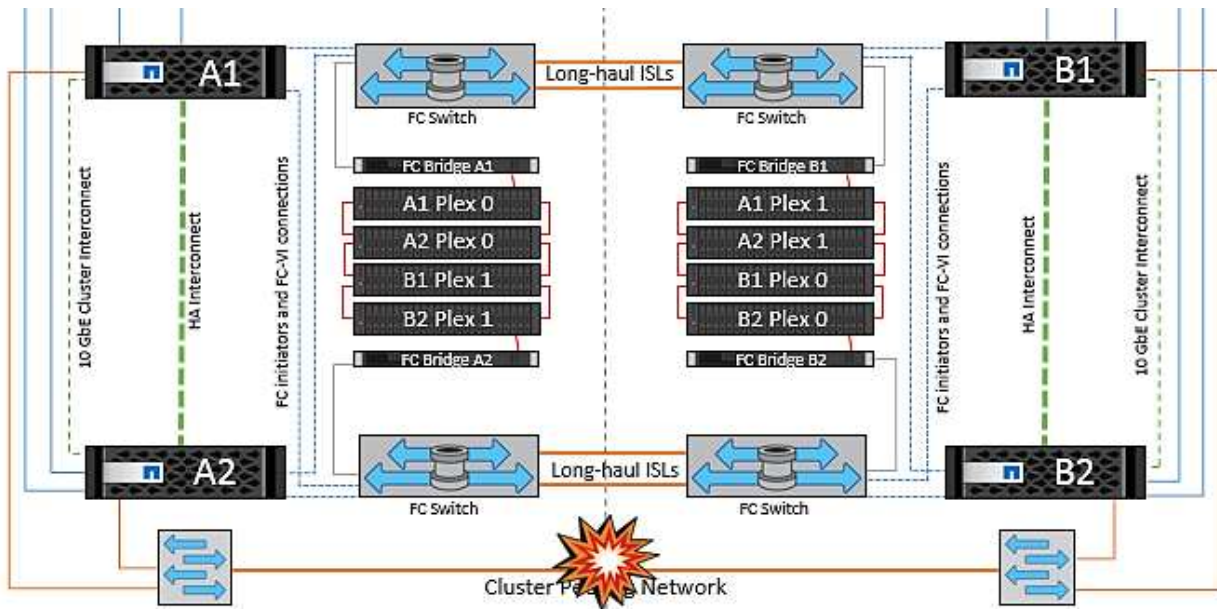 A1
B1
Long-haul ISLs
FC Switch
FC Switch
FC Bridge A1
FC Bridge B1
A1 Plex 0
A1 Plex 1
A2 Plex 0
A2 Plex 1
B1 Plex 1
B1 Plex 0
B2 Plex 1
B2 Plex 0
FC Bridge A2
FC Bridge B2
10 GbE Cluster Interconnect
HA Interconnect
FC initiators and FC-VI connections
FC initiators and FC-VI connections
HA Interconnect
10 GbE Cluster Interconnect
A2
B2
Long-haul ISLs
FC Switch
FC Switch
Cluster Network